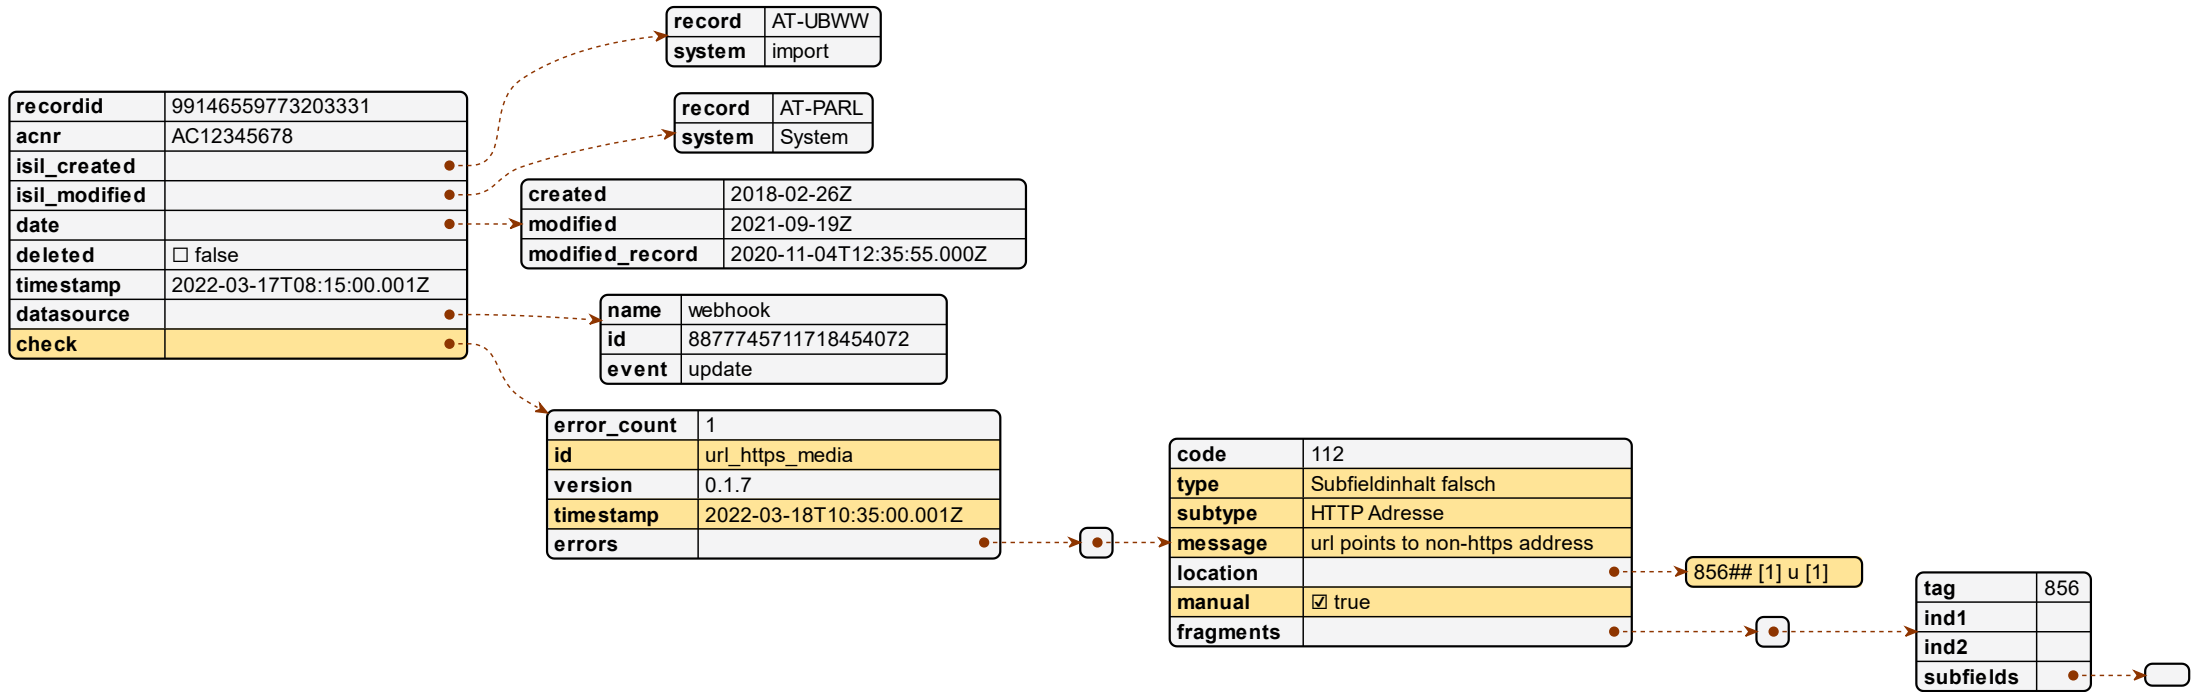 recordid 99146559773203331
acnr AC12345678
isil_created
isil_modified
date
deleted ☐ false
timestamp 2022-03-17T08:15:00.001Z
datasource
check
record AT-UBWW
system import
record AT-PARL
system System
created 2018-02-26Z
modified 2021-09-19Z
modified_record 2020-11-04T12:35:55.000Z
name webhook
id 8877745711718454072
event update
error_count 1
id url_https_media
version 0.1.7
timestamp 2022-03-18T10:35:00.001Z
errors
code 112
type Subfieldinhalt falsch
subtype HTTP Adresse
message url points to non-https address
location
manual ☑ true
fragments
856## [1] u [1]
tag 856
ind1
ind2
subfields